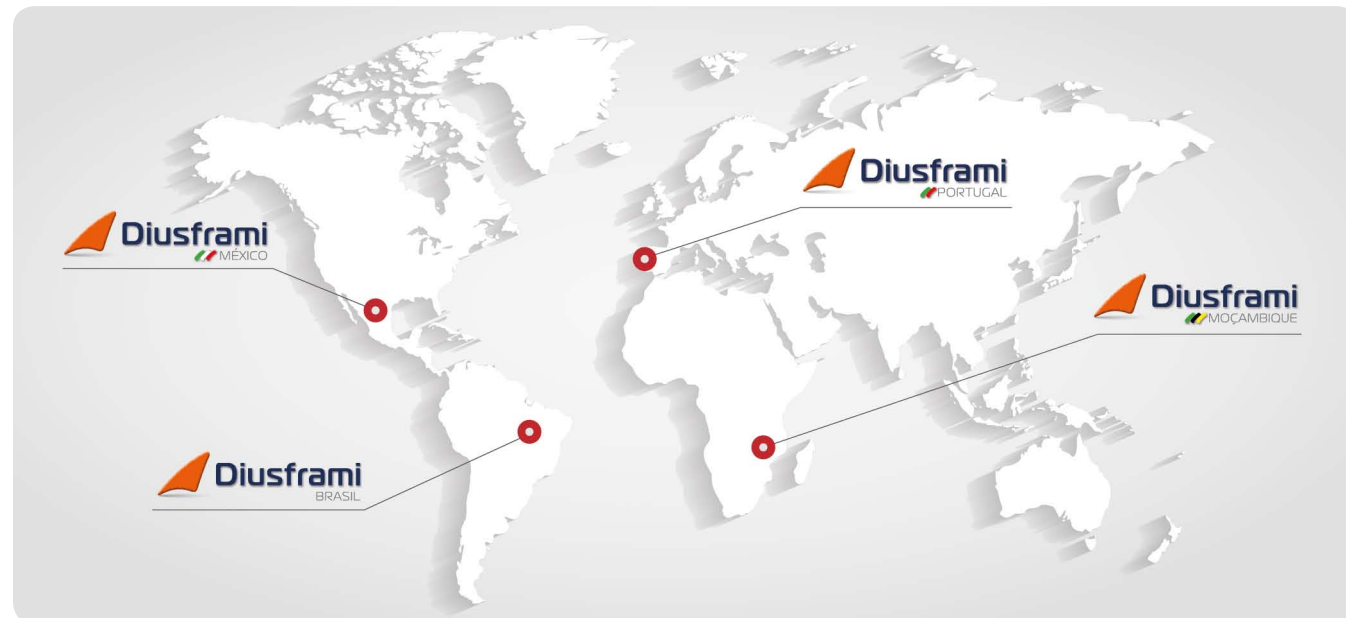 Diusframi
PORTUGAL
Diusframi
MÉXICO
Diusframi
MOÇAMBIQUE
Diusframi
BRASIL